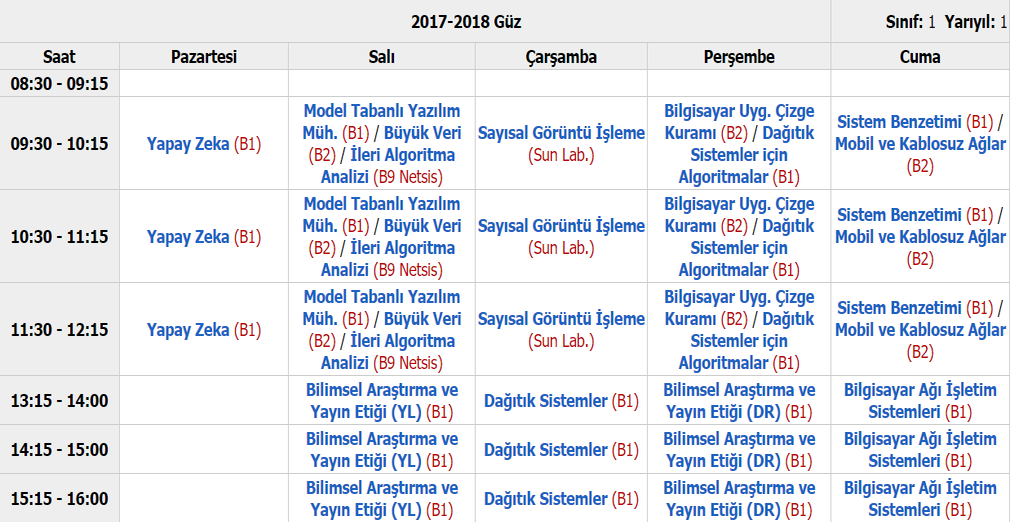 2017-2018 Güz
Sınıf: 1 Yarıyıl: 1
Saat Pazartesi Salı Çarşamba Perşembe Cuma
08:30 - 09:15
09:30 - 10:15
Yapay Zeka (B1)
Model Tabanlı Yazılım
Müh. (B1) / Büyük Veri
(B2) / İleri Algoritma
Analizi (B9 Netsis)
Sayısal Görüntü İşleme
(Sun Lab.)
Bilgisayar Uyg. Çizge
Kuramı (B2) / Dağıtık
Sistemler için
Algoritmalar (B1)
Sistem Benzetimi (B1) /
Mobil ve Kablosuz Ağlar
(B2)
10:30 - 11:15
Yapay Zeka (B1)
Model Tabanlı Yazılım
Müh. (B1) / Büyük Veri
(B2) / İleri Algoritma
Analizi (B9 Netsis)
Sayısal Görüntü İşleme
(Sun Lab.)
Bilgisayar Uyg. Çizge
Kuramı (B2) / Dağıtık
Sistemler için
Algoritmalar (B1)
Sistem Benzetimi (B1) /
Mobil ve Kablosuz Ağlar
(B2)
11:30 - 12:15
Yapay Zeka (B1)
Model Tabanlı Yazılım
Müh. (B1) / Büyük Veri
(B2) / İleri Algoritma
Analizi (B9 Netsis)
Sayısal Görüntü İşleme
(Sun Lab.)
Bilgisayar Uyg. Çizge
Kuramı (B2) / Dağıtık
Sistemler için
Algoritmalar (B1)
Sistem Benzetimi (B1) /
Mobil ve Kablosuz Ağlar
(B2)
13:15 - 14:00
Bilimsel Araştırma ve
Yayın Etiği (YL) (B1)
Dağıtık Sistemler (B1)
Bilimsel Araştırma ve
Yayın Etiği (DR) (B1)
Bilgisayar Ağı İşletim
Sistemleri (B1)
14:15 - 15:00
Bilimsel Araştırma ve
Yayın Etiği (YL) (B1)
Dağıtık Sistemler (B1)
Bilimsel Araştırma ve
Yayın Etiği (DR) (B1)
Bilgisayar Ağı İşletim
Sistemleri (B1)
15:15 - 16:00
Bilimsel Araştırma ve
Yayın Etiği (YL) (B1)
Dağıtık Sistemler (B1)
Bilimsel Araştırma ve
Yayın Etiği (DR) (B1)
Bilgisayar Ağı İşletim
Sistemleri (B1)